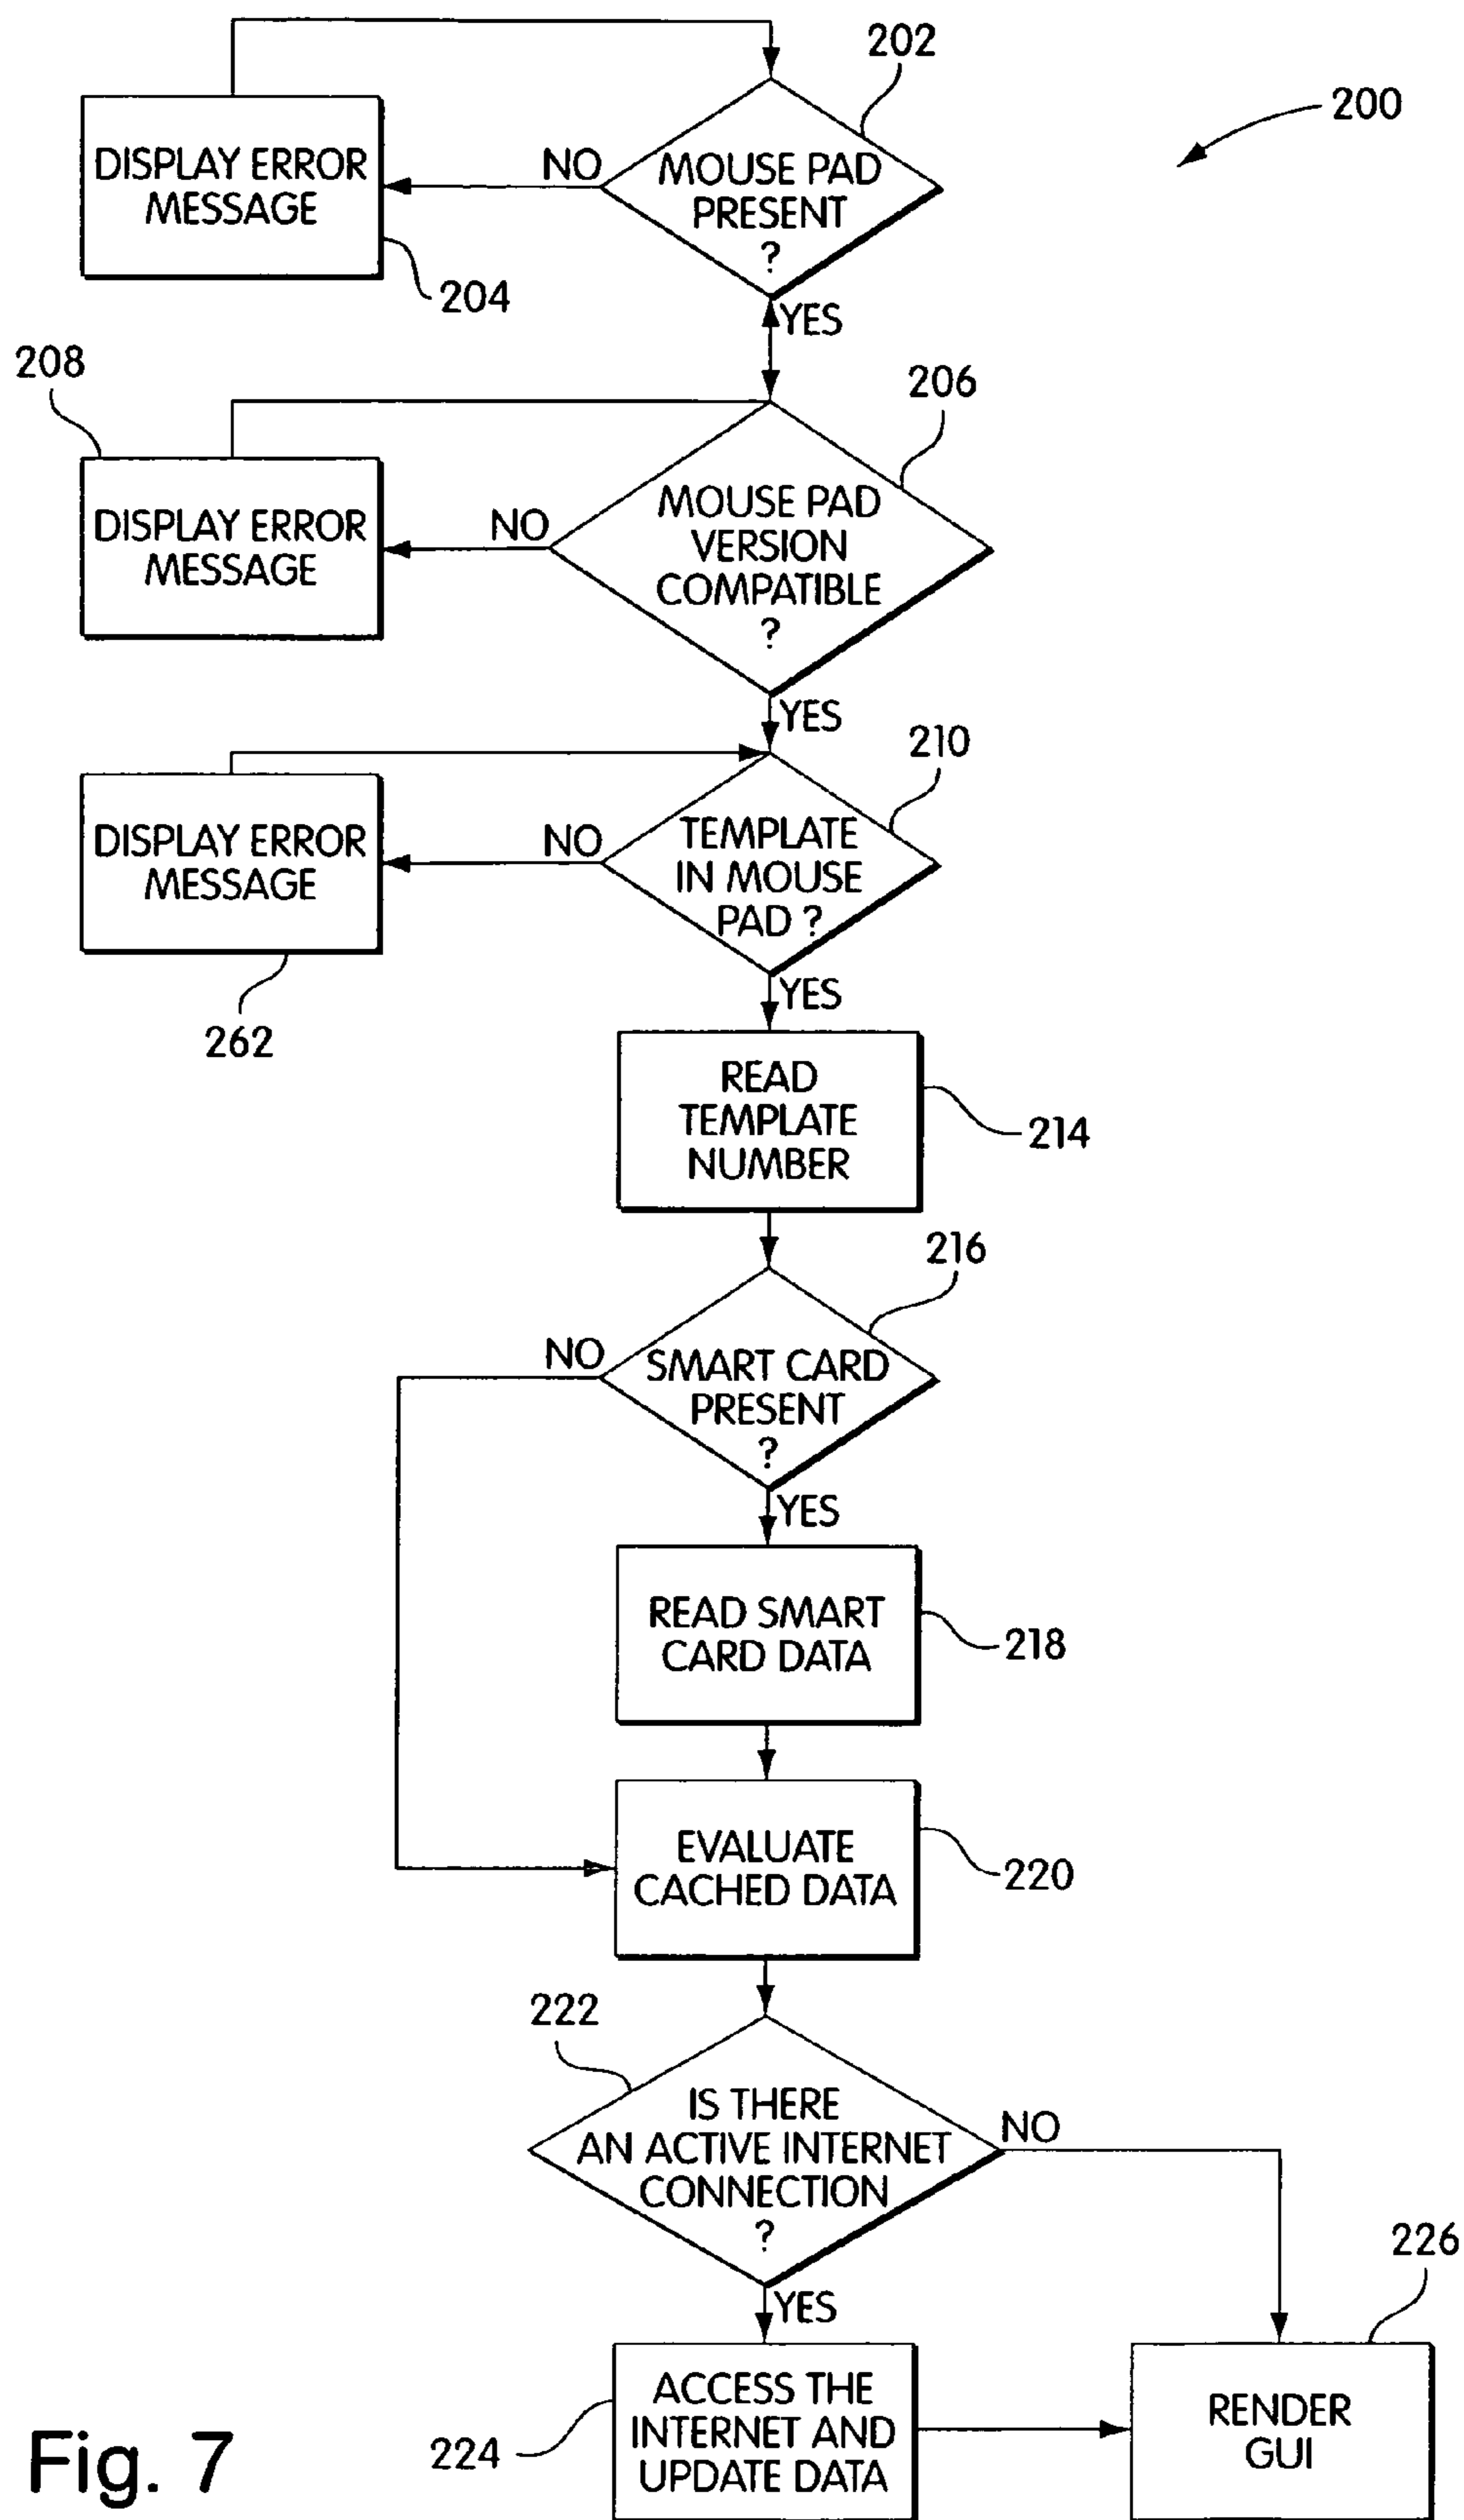 202
200
DISPLAY ERROR
MESSAGE
NO
MOUSE PAD
PRESENT
?
204
YES
208
206
DISPLAY ERROR
MESSAGE
NO
MOUSE PAD
VERSION
COMPATIBLE
?
YES
210
DISPLAY ERROR
MESSAGE
NO
TEMPLATE
IN MOUSE
PAD ?
YES
262
READ
TEMPLATE
NUMBER
214
216
NO
SMART CARD
PRESENT
?
YES
READ SMART
CARD DATA
218
EVALUATE
CACHED DATA
220
222
IS THERE
AN ACTIVE INTERNET
CONNECTION
?
NO
YES
226
ACCESS THE
INTERNET AND
UPDATE DATA
224
RENDER
GUI
Fig. 7